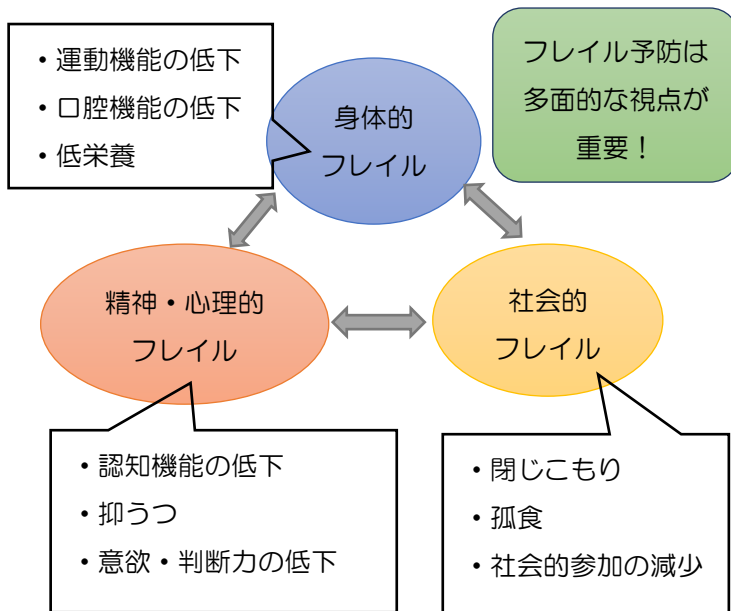 ・運動機能の低下
・口腔機能の低下
・低栄養
身体的
フレイル
フレイル予防は
多面的な視点が
重要！
精神・心理的
フレイル
社会的
フレイル
・認知機能の低下
・抑うつ
・意欲・判断力の低下
・閉じこもり
・孤食
・社会的参加の減少